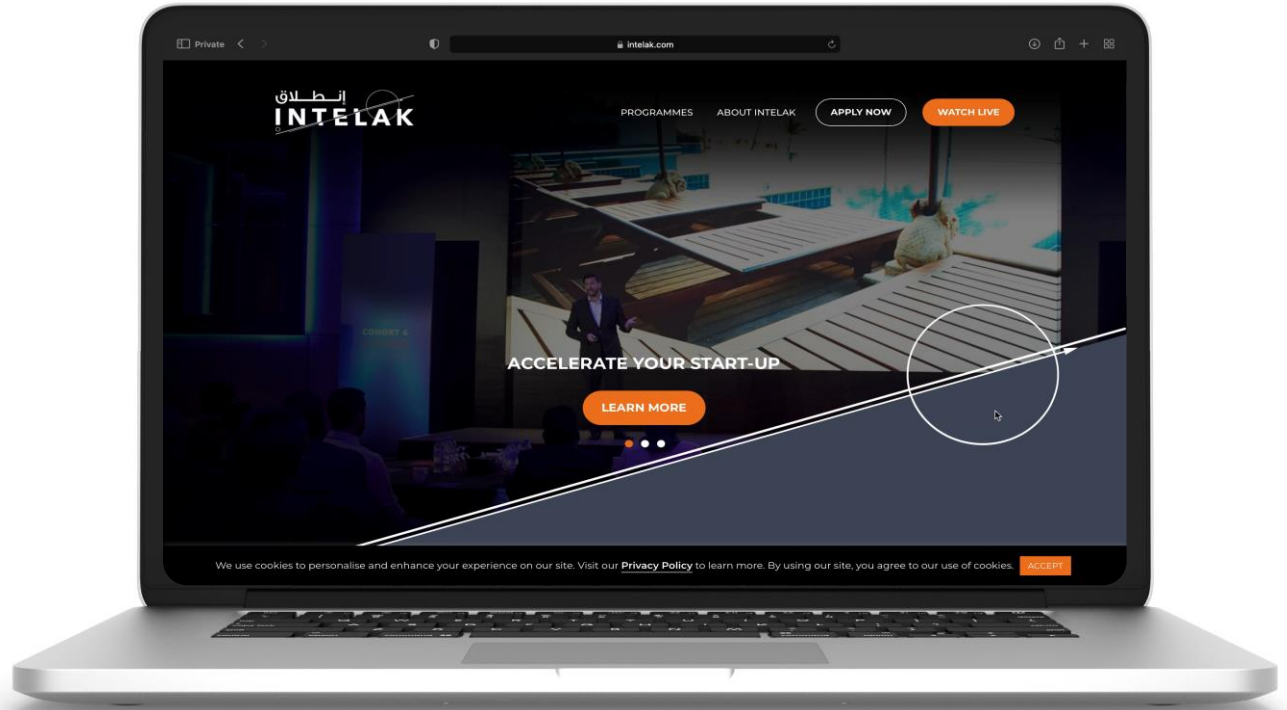 Private
intelak.com
إنطلاق
INTELAK
PROGRAMMES ABOUT INTELAK APPLY NOW WATCH LIVE
COHORT 4
ACCELERATE YOUR START-UP
LEARN MORE
We use cookies to personalise and enhance your experience on our site. Visit our Privacy Policy to learn more. By using our site, you agree to our use of cookies. ACCEPT